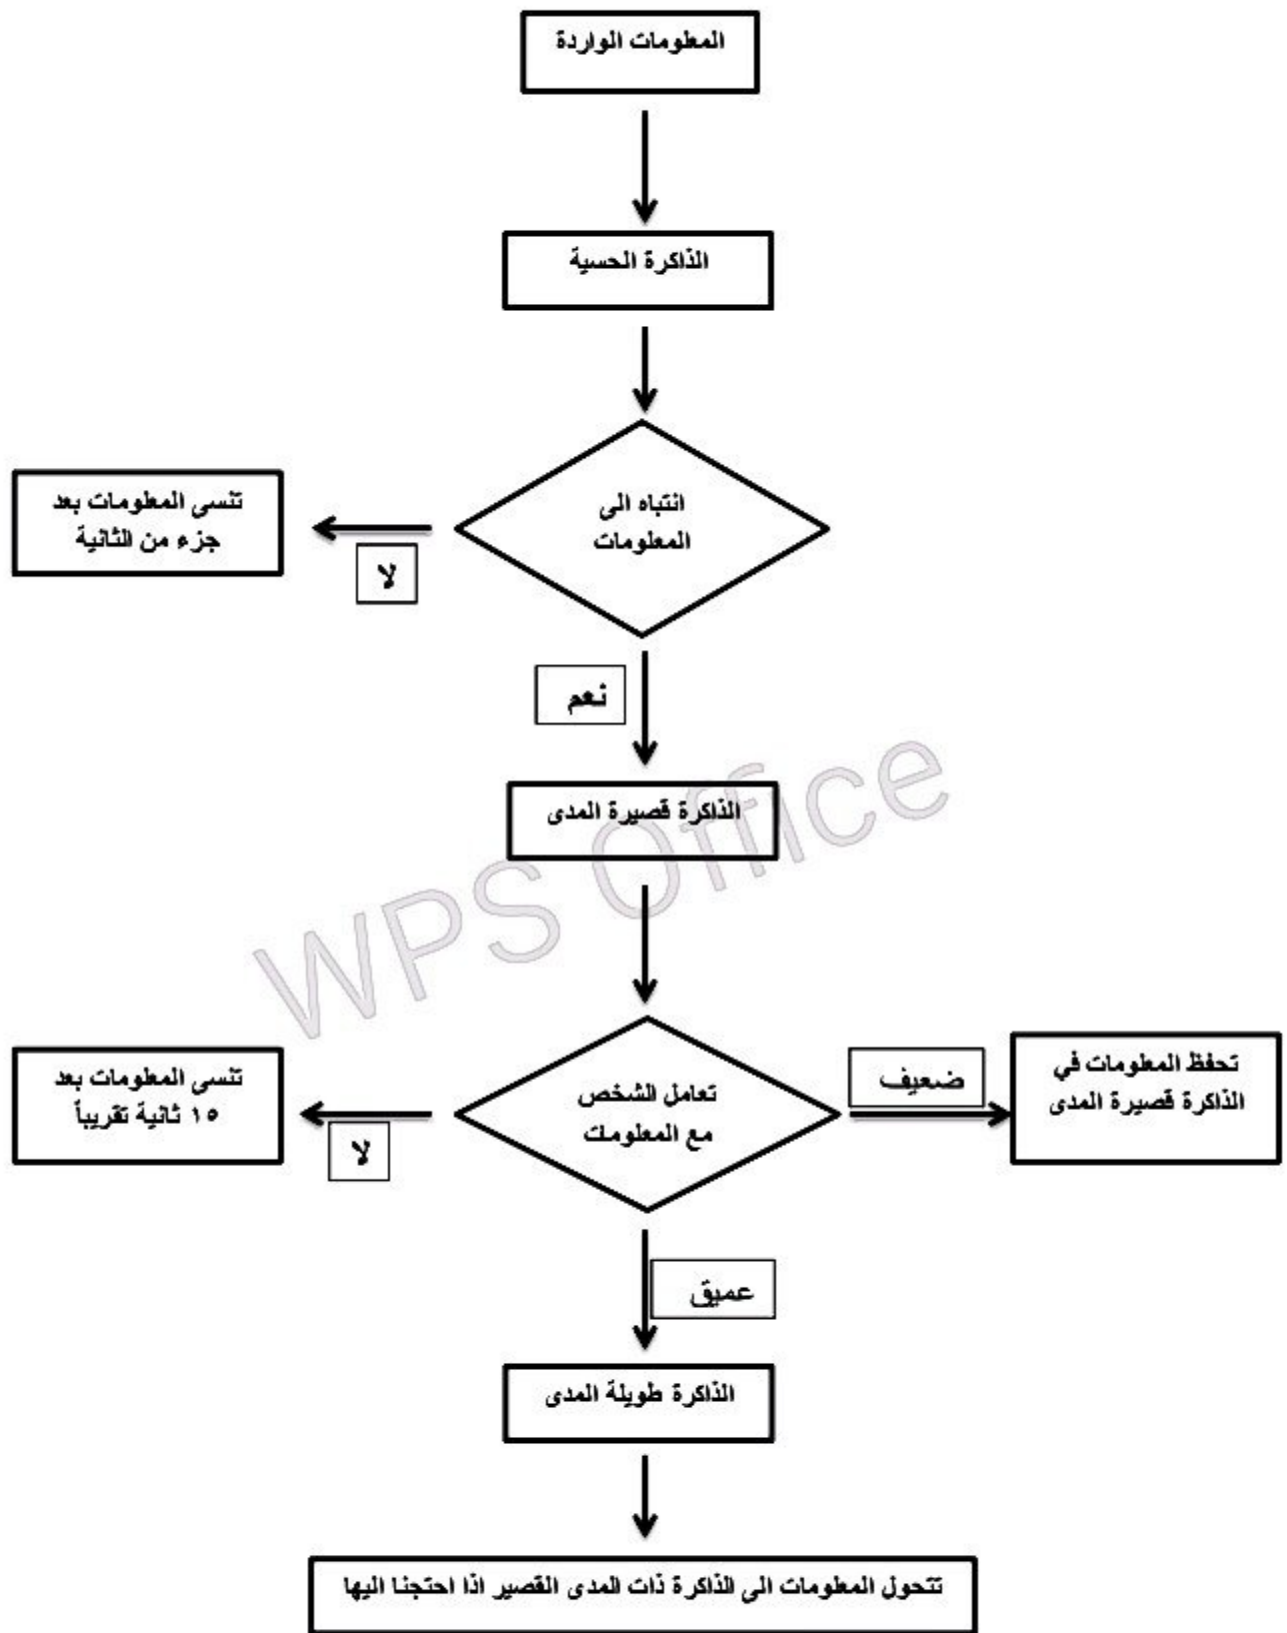 المعلومات الواردة
الذاكرة الحسية
انتباه الى
المعلومات
تنسى المعلومات بعد
جزء من الثانية
لا
نعم
الذاكرة قصيرة المدى
WPS Office
تعامل الشخص
مع المعلومات
ضعيف
تحفظ المعلومات في
الذاكرة قصيرة المدى
تنسى المعلومات بعد
١٥ ثانية تقريباً
لا
عميق
الذاكرة طويلة المدى
تتحول المعلومات الى الذاكرة ذات المدى القصير اذا احتجنا اليها